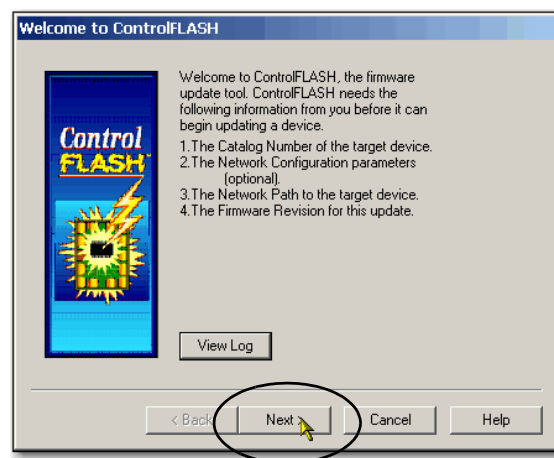 Welcome to ControlFLASH
Control
FLASH
Welcome to ControlFLASH, the firmware
update tool. ControlFLASH needs the
following information from you before it can
begin updating a device.
1.The Catalog Number of the target device.
2.The Network Configuration parameters
(optional).
3.The Network Path to the target device.
4.The Firmware Revision for this update.
View Log
< Back
Next >
Cancel
Help